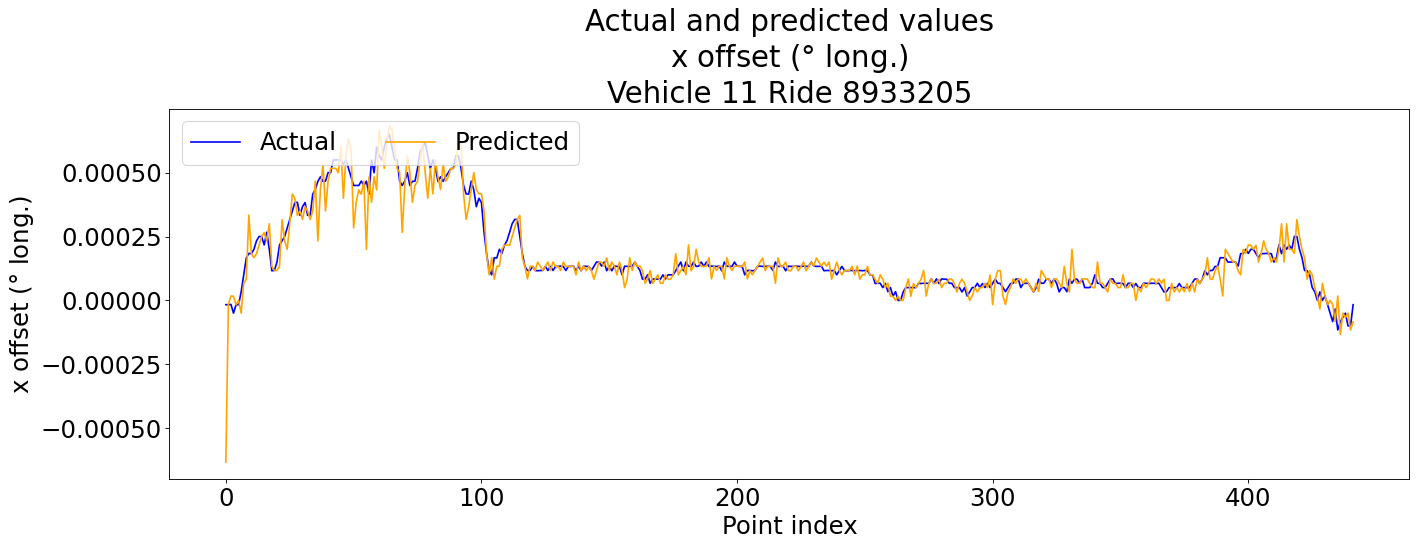 Actual and predicted values
x offset (° long.)
Vehicle 11 Ride 8933205
Actual Predicted
0.00050
0.00025
0.00000
−0.00025
−0.00050
x offset (° long.)
0 100 200 300 400
Point index